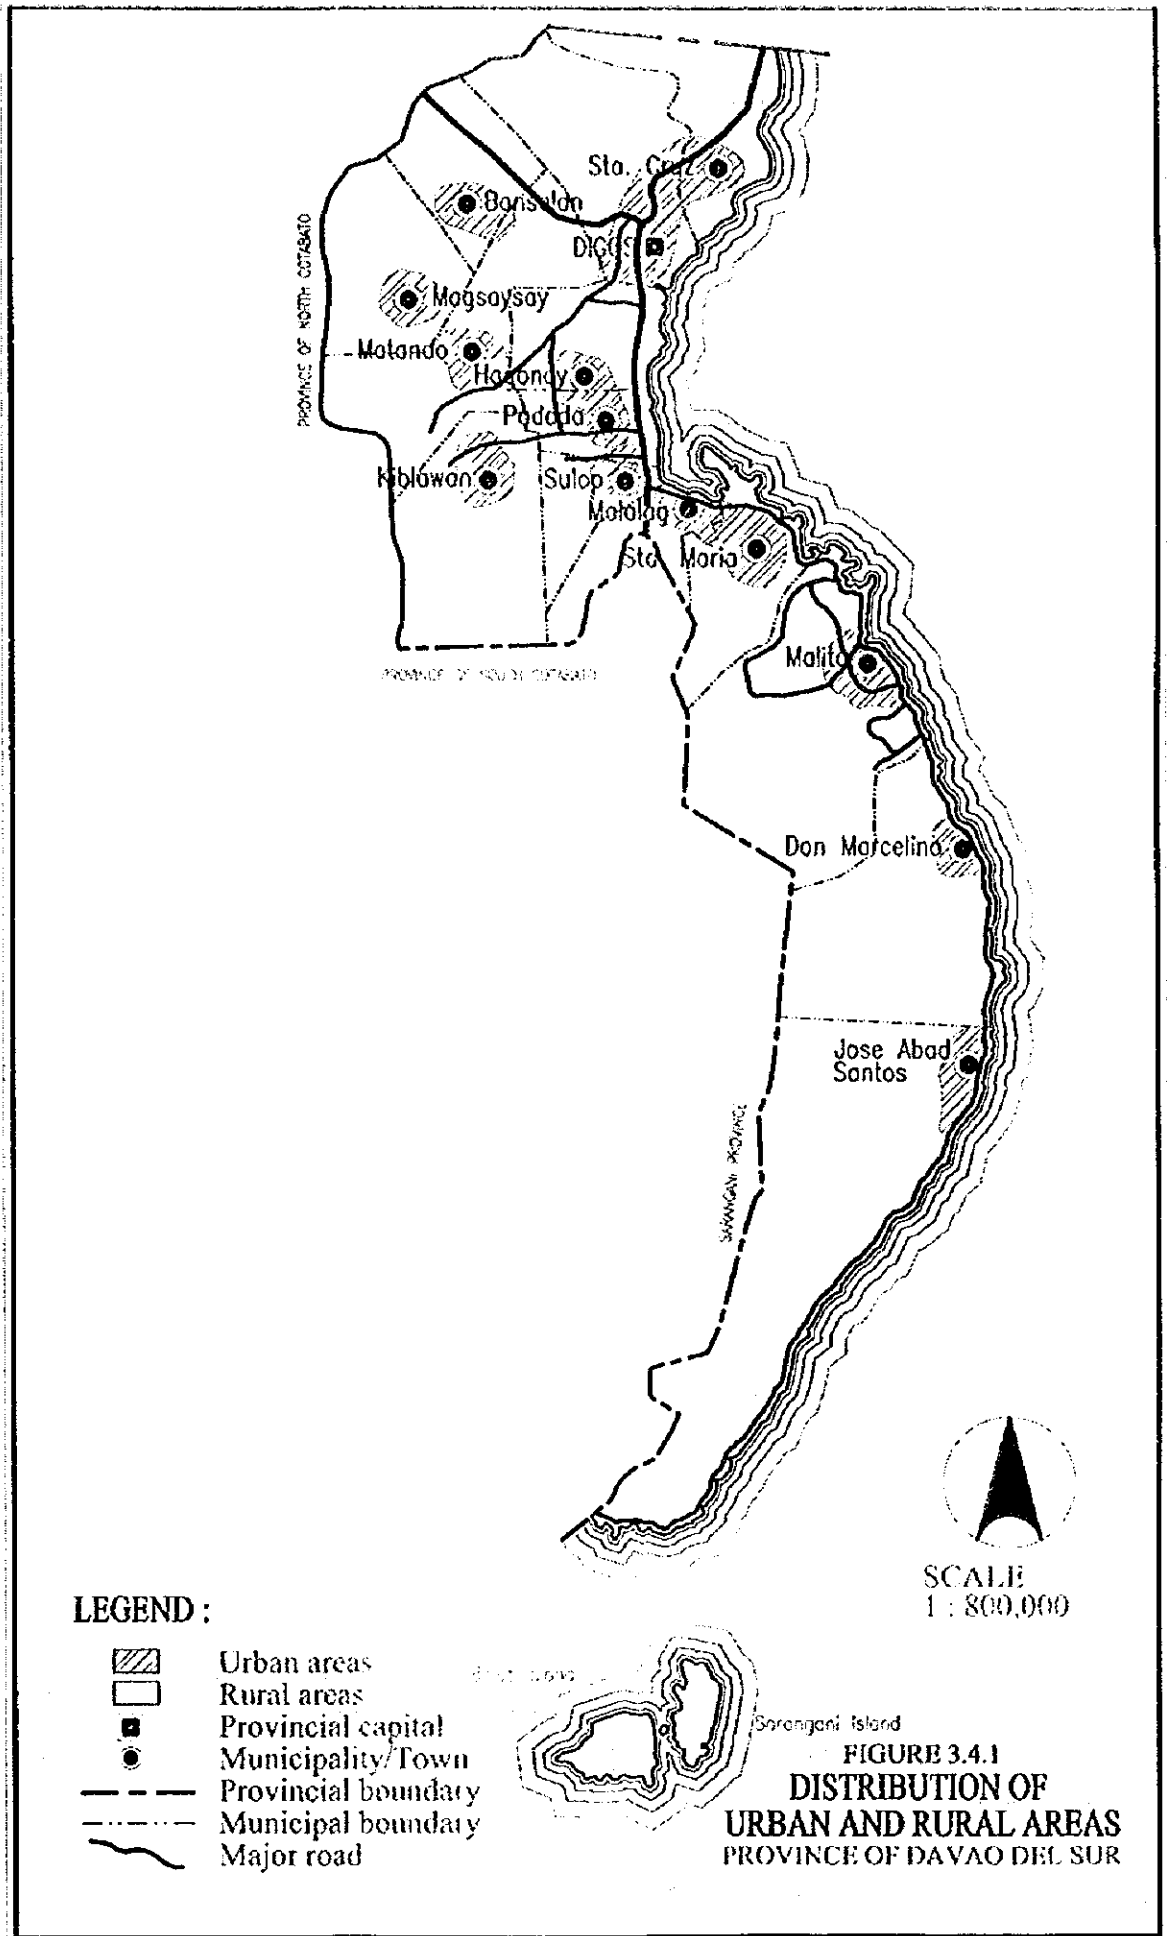 Sta. Cruz
Bansalan
DIGOS
Magsaysay
Matanao
Hagonoy
Padada
Kiblawan
Sulop
Malalag
Sta. Maria
Malita
Don Marcelino
Jose Abad
Santos
PROVINCE OF NORTH COTABATO
PROVINCE OF SOUTH COTABATO
SARANGANI PROVINCE
SCALE
1 : 800,000
LEGEND :
Urban areas
Rural areas
Provincial capital
Municipality/Town
Provincial boundary
Municipal boundary
Major road
Sarangani Island
FIGURE 3.4.1
DISTRIBUTION OF
URBAN AND RURAL AREAS
PROVINCE OF DAVAO DEL SUR